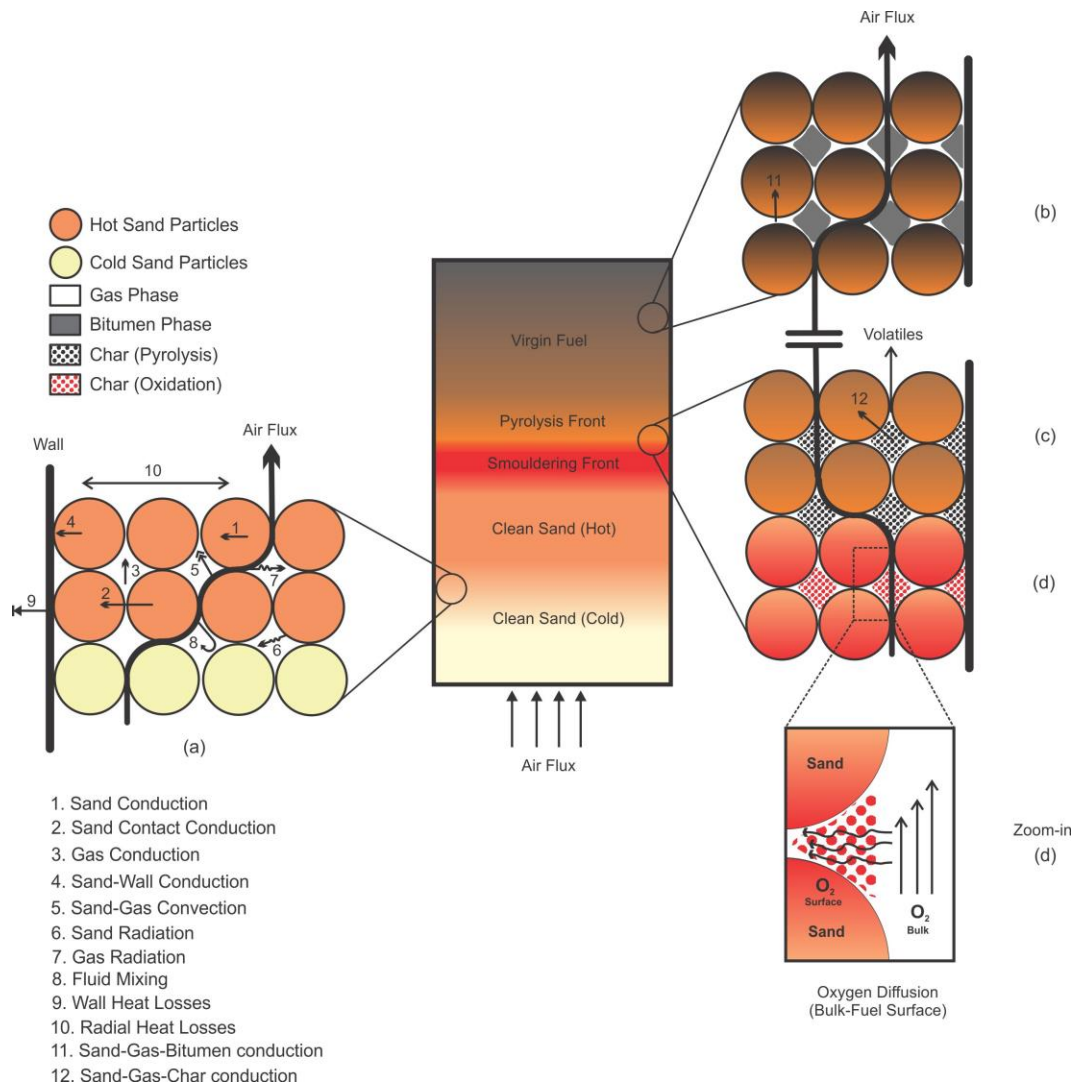 Air Flux
(b)
Hot Sand Particles
Cold Sand Particles
Gas Phase
Bitumen Phase
Char (Pyrolysis)
Char (Oxidation)
11
Virgin Fuel
Pyrolysis Front
Smouldering Front
Clean Sand (Hot)
Clean Sand (Cold)
Air Flux
Volatiles
12
(c)
(d)
Wall
Air Flux
10
4
1
3
5
7
2
9
8
6
(a)
Sand
O2
Surface
Sand
O2
Bulk
Zoom-in
(d)
Oxygen Diffusion
(Bulk-Fuel Surface)
1. Sand Conduction
2. Sand Contact Conduction
3. Gas Conduction
4. Sand-Wall Conduction
5. Sand-Gas Convection
6. Sand Radiation
7. Gas Radiation
8. Fluid Mixing
9. Wall Heat Losses
10. Radial Heat Losses
11. Sand-Gas-Bitumen conduction
12. Sand-Gas-Char conduction